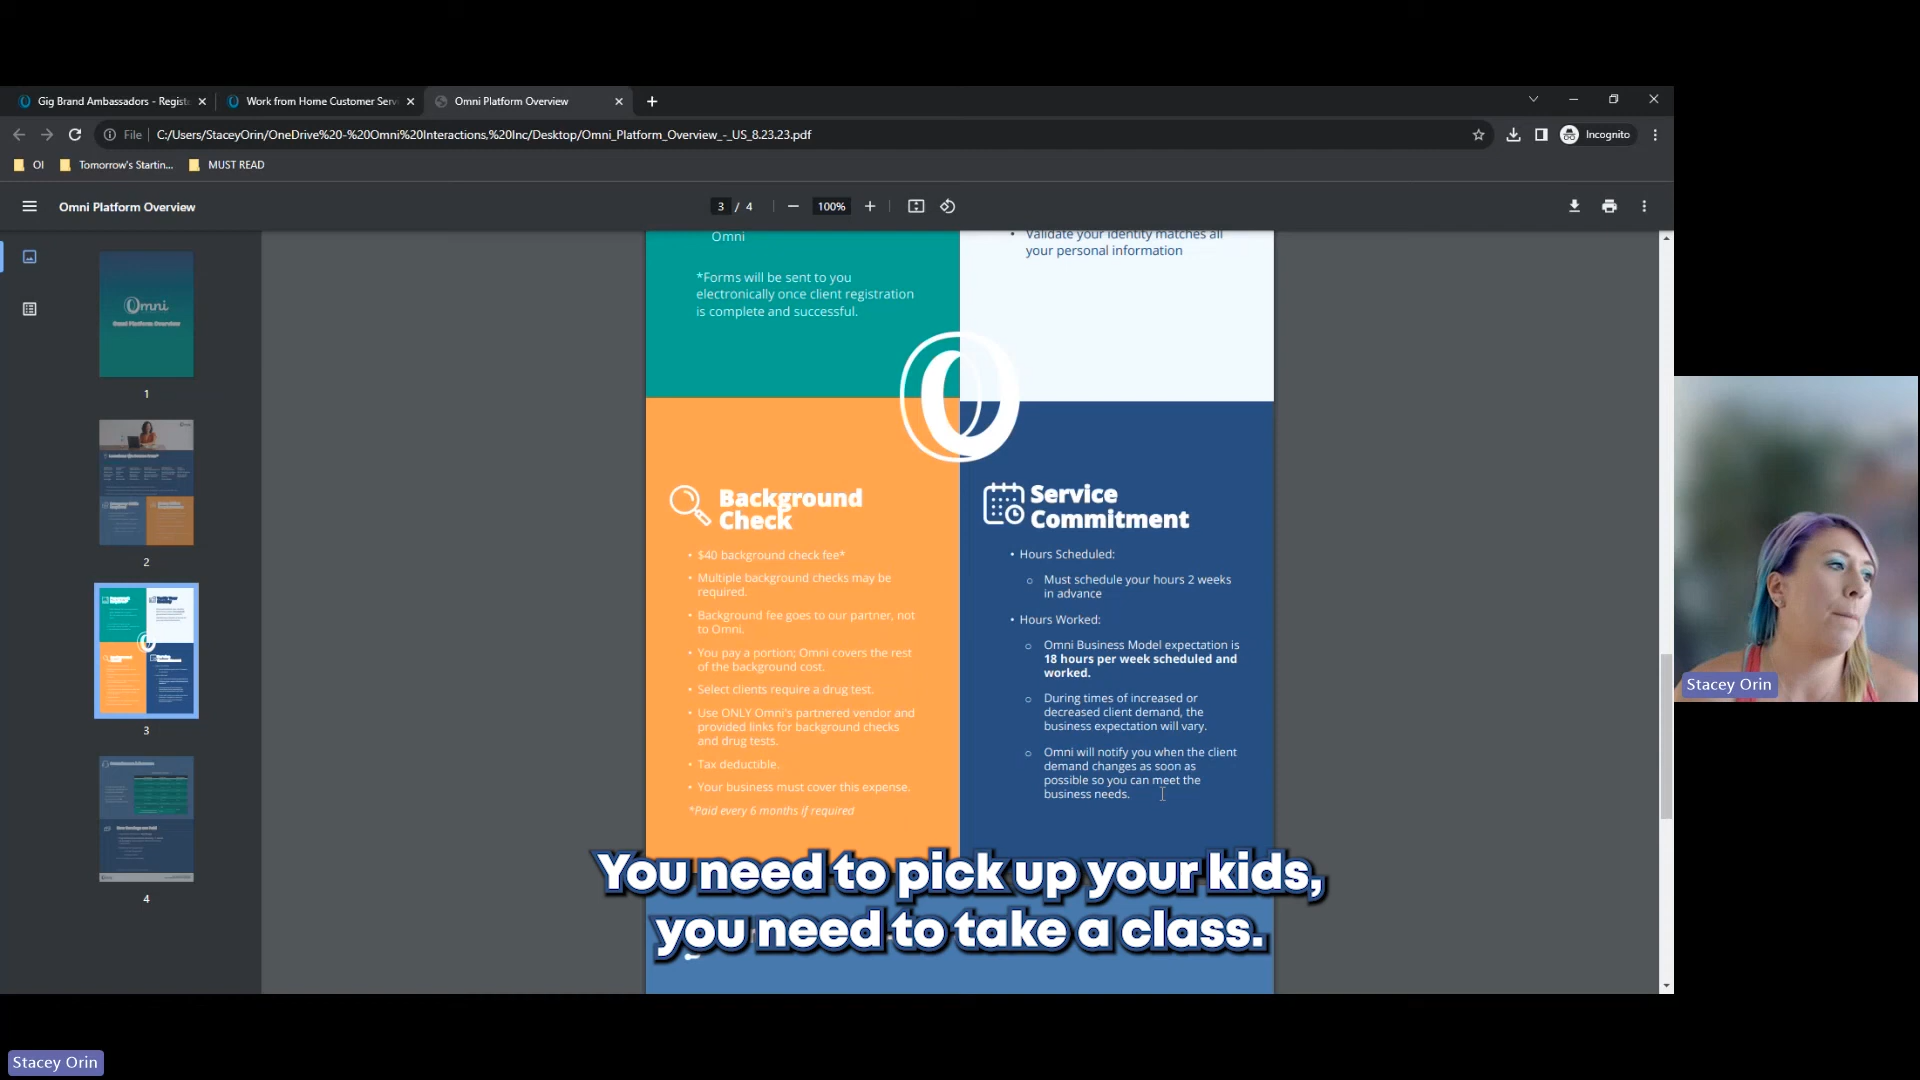 Gig Brand Ambassadors - Registe
Work from Home Customer Serv
Omni Platform Overview
File
C:/Users/StaceyOrin/OneDrive%20-%20Omni%20Interactions,%20Inc/Desktop/Omni_Platform_Overview_-_US_8.23.23.pdf
Incognito
OI
Tomorrow's Startin...
MUST READ
Omni Platform Overview
3 / 4
100%
Omni
1
2
3
4
Omni
*Forms will be sent to you
electronically once client registration
is complete and successful.
• Validate your identity matches all
your personal information
Background
Check
• $40 background check fee*
• Multiple background checks may be
required.
• Background fee goes to our partner, not
to Omni.
• You pay a portion; Omni covers the rest
of the background cost.
• Select clients require a drug test.
• Use ONLY Omni's partnered vendor and
provided links for background checks
and drug tests.
• Tax deductible.
• Your business must cover this expense.
*Paid every 6 months if required
Service
Commitment
• Hours Scheduled:
o Must schedule your hours 2 weeks
in advance
• Hours Worked:
o Omni Business Model expectation is
18 hours per week scheduled and
worked.
o During times of increased or
decreased client demand, the
business expectation will vary.
o Omni will notify you when the client
demand changes as soon as
possible so you can meet the
business needs.
You need to pick up your kids,
you need to take a class.
Stacey Orin
Stacey Orin